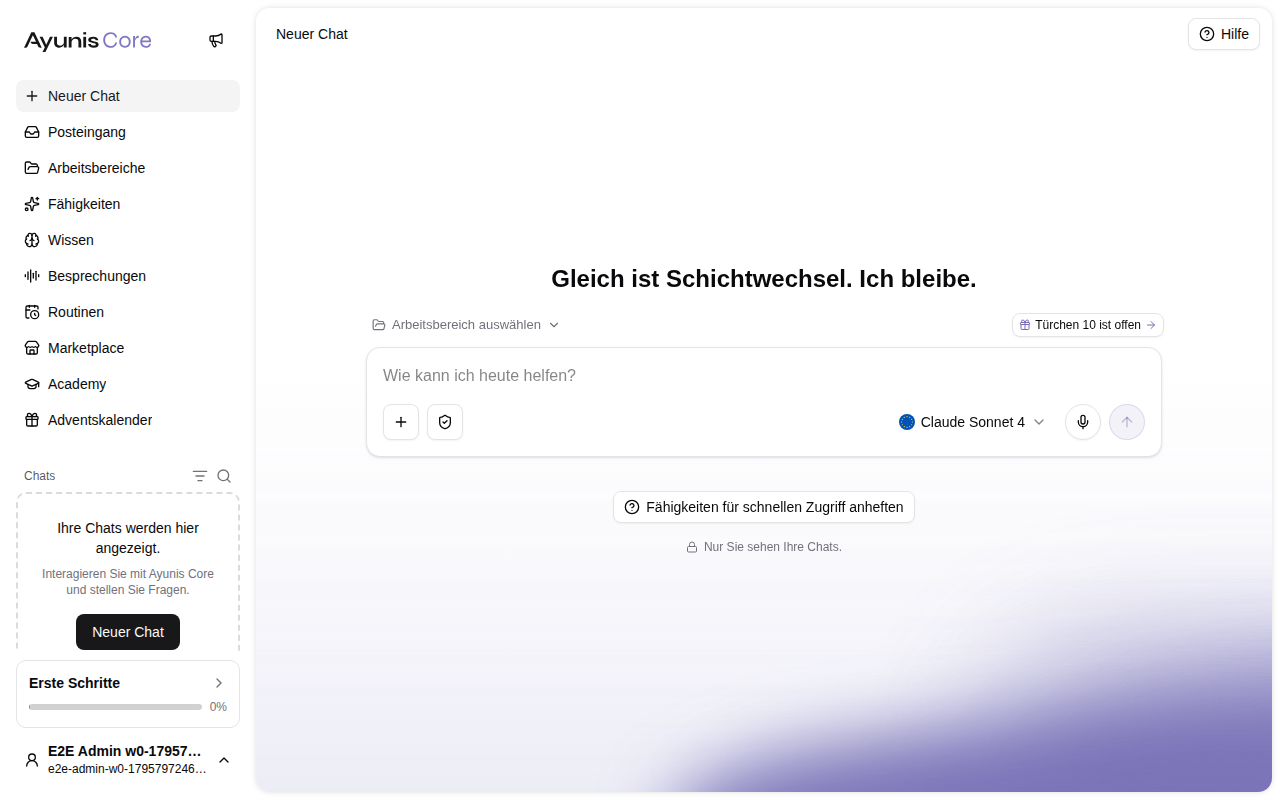 Ayunis Core
Neuer Chat
Posteingang
Arbeitsbereiche
Fähigkeiten
Wissen
Besprechungen
Routinen
Marketplace
Academy
Adventskalender
Chats
Ihre Chats werden hier
angezeigt.
Interagieren Sie mit Ayunis Core
und stellen Sie Fragen.
Neuer Chat
Erste Schritte
0%
E2E Admin w0-17957…
e2e-admin-w0-1795797246…
Neuer Chat
Hilfe
Gleich ist Schichtwechsel. Ich bleibe.
Arbeitsbereich auswählen
Türchen 10 ist offen
Wie kann ich heute helfen?
Claude Sonnet 4
Fähigkeiten für schnellen Zugriff anheften
Nur Sie sehen Ihre Chats.